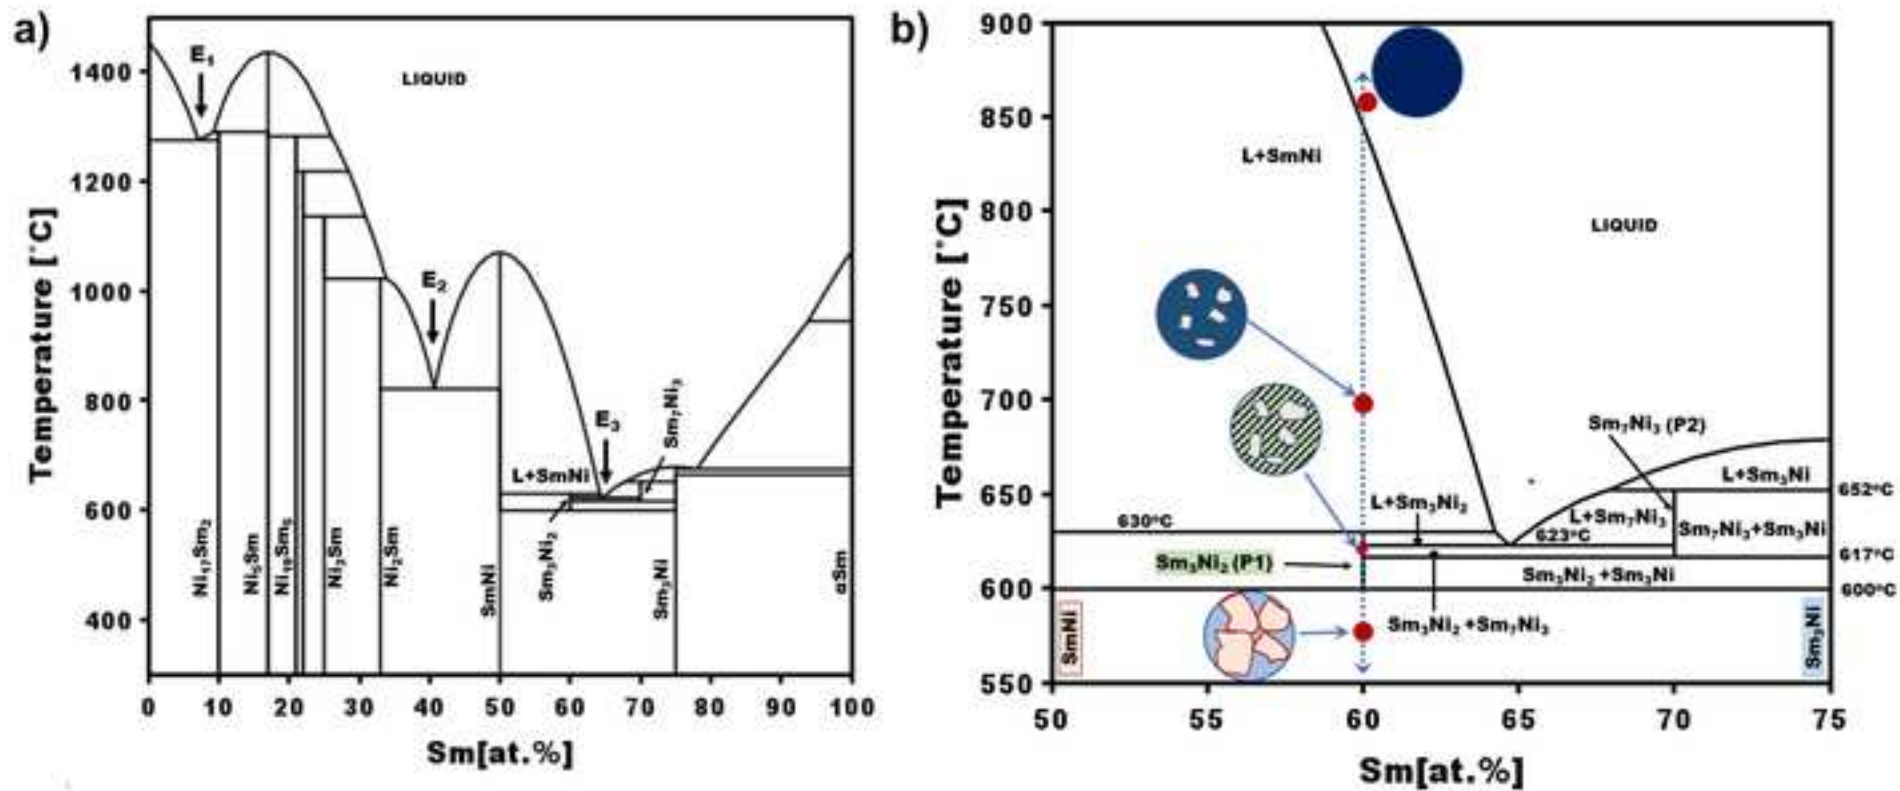 a)
1400
1200
1000
800
600
400
Temperature [°C]
E₁
E₂
E₃
LIQUID
L+SmNi
Sm₇Ni₃
Ni₁₇Sm₂
Ni₅Sm
Ni₃Sm
Ni₂Sm
SmNi
Sm₃Ni₂
Sm₃Ni
αSm
0 10 20 30 40 50 60 70 80 90 100
Sm[at.%]
b)
900
850
800
750
700
650
600
550
Temperature [°C]
L+SmNi
LIQUID
Sm₇Ni₃ (P2)
L+Sm₃Ni
652°C
L+Sm₃Ni₂
L+Sm₇Ni₃
Sm₇Ni₃+Sm₃Ni
630°C
623°C
617°C
Sm₃Ni₂ (P1)
Sm₃Ni₂ +Sm₃Ni
600°C
Sm₃Ni₂ +Sm₇Ni₃
SmNi
Sm₃Ni
50 55 60 65 70 75
Sm[at.%]